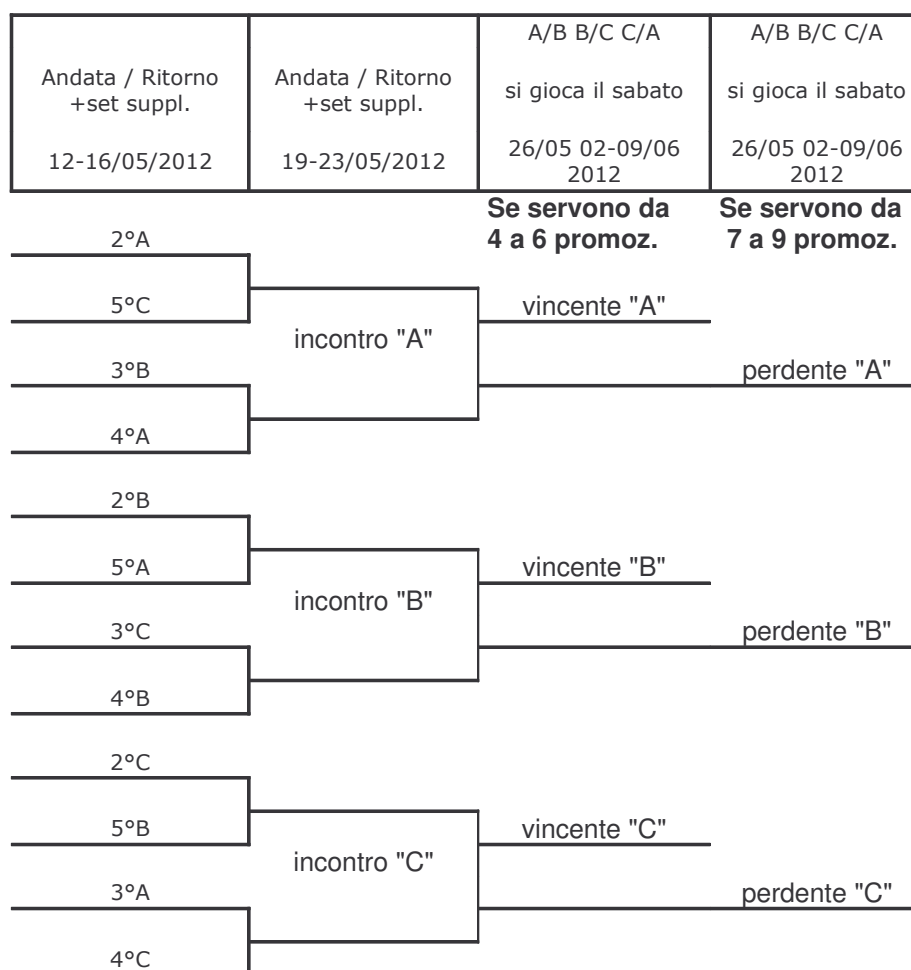 Andata / Ritorno
+set suppl.
12-16/05/2012
Andata / Ritorno
+set suppl.
19-23/05/2012
A/B B/C C/A
si gioca il sabato
26/05 02-09/06
2012
A/B B/C C/A
si gioca il sabato
26/05 02-09/06
2012
Se servono da
4 a 6 promoz.
Se servono da
7 a 9 promoz.
2°A
5°C
vincente "A"
incontro "A"
3°B
perdente "A"
4°A
2°B
5°A
vincente "B"
incontro "B"
3°C
perdente "B"
4°B
2°C
5°B
vincente "C"
incontro "C"
3°A
perdente "C"
4°C